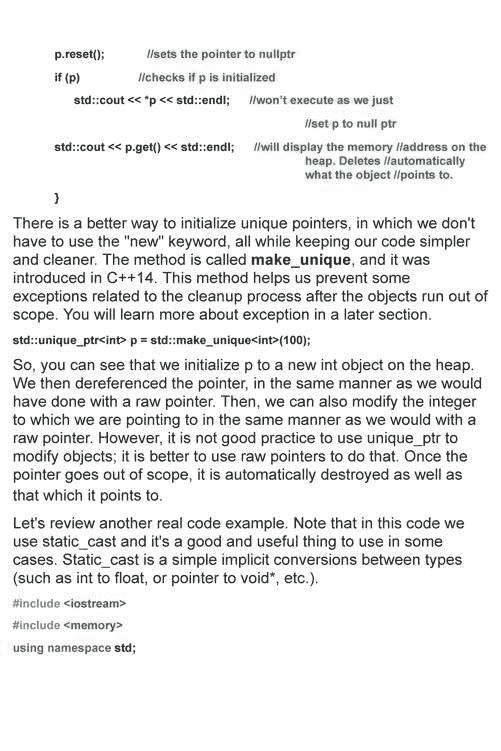 p.reset(); //sets the pointer to nullptr
if (p) //checks if p is initialized
std::cout << *p << std::endl; //won't execute as we just
//set p to null ptr
std::cout << p.get() << std::endl; //will display the memory //address on the
heap. Deletes //automatically
what the object //points to.
}
There is a better way to initialize unique pointers, in which we don't
have to use the "new" keyword, all while keeping our code simpler
and cleaner. The method is called make_unique, and it was
introduced in C++14. This method helps us prevent some
exceptions related to the cleanup process after the objects run out of
scope. You will learn more about exception in a later section.
std::unique_ptr<int> p = std::make_unique<int>(100);
So, you can see that we initialize p to a new int object on the heap.
We then dereferenced the pointer, in the same manner as we would
have done with a raw pointer. Then, we can also modify the integer
to which we are pointing to in the same manner as we would with a
raw pointer. However, it is not good practice to use unique_ptr to
modify objects; it is better to use raw pointers to do that. Once the
pointer goes out of scope, it is automatically destroyed as well as
that which it points to.
Let's review another real code example. Note that in this code we
use static_cast and it's a good and useful thing to use in some
cases. Static_cast is a simple implicit conversions between types
(such as int to float, or pointer to void*, etc.).
#include <iostream>
#include <memory>
using namespace std;